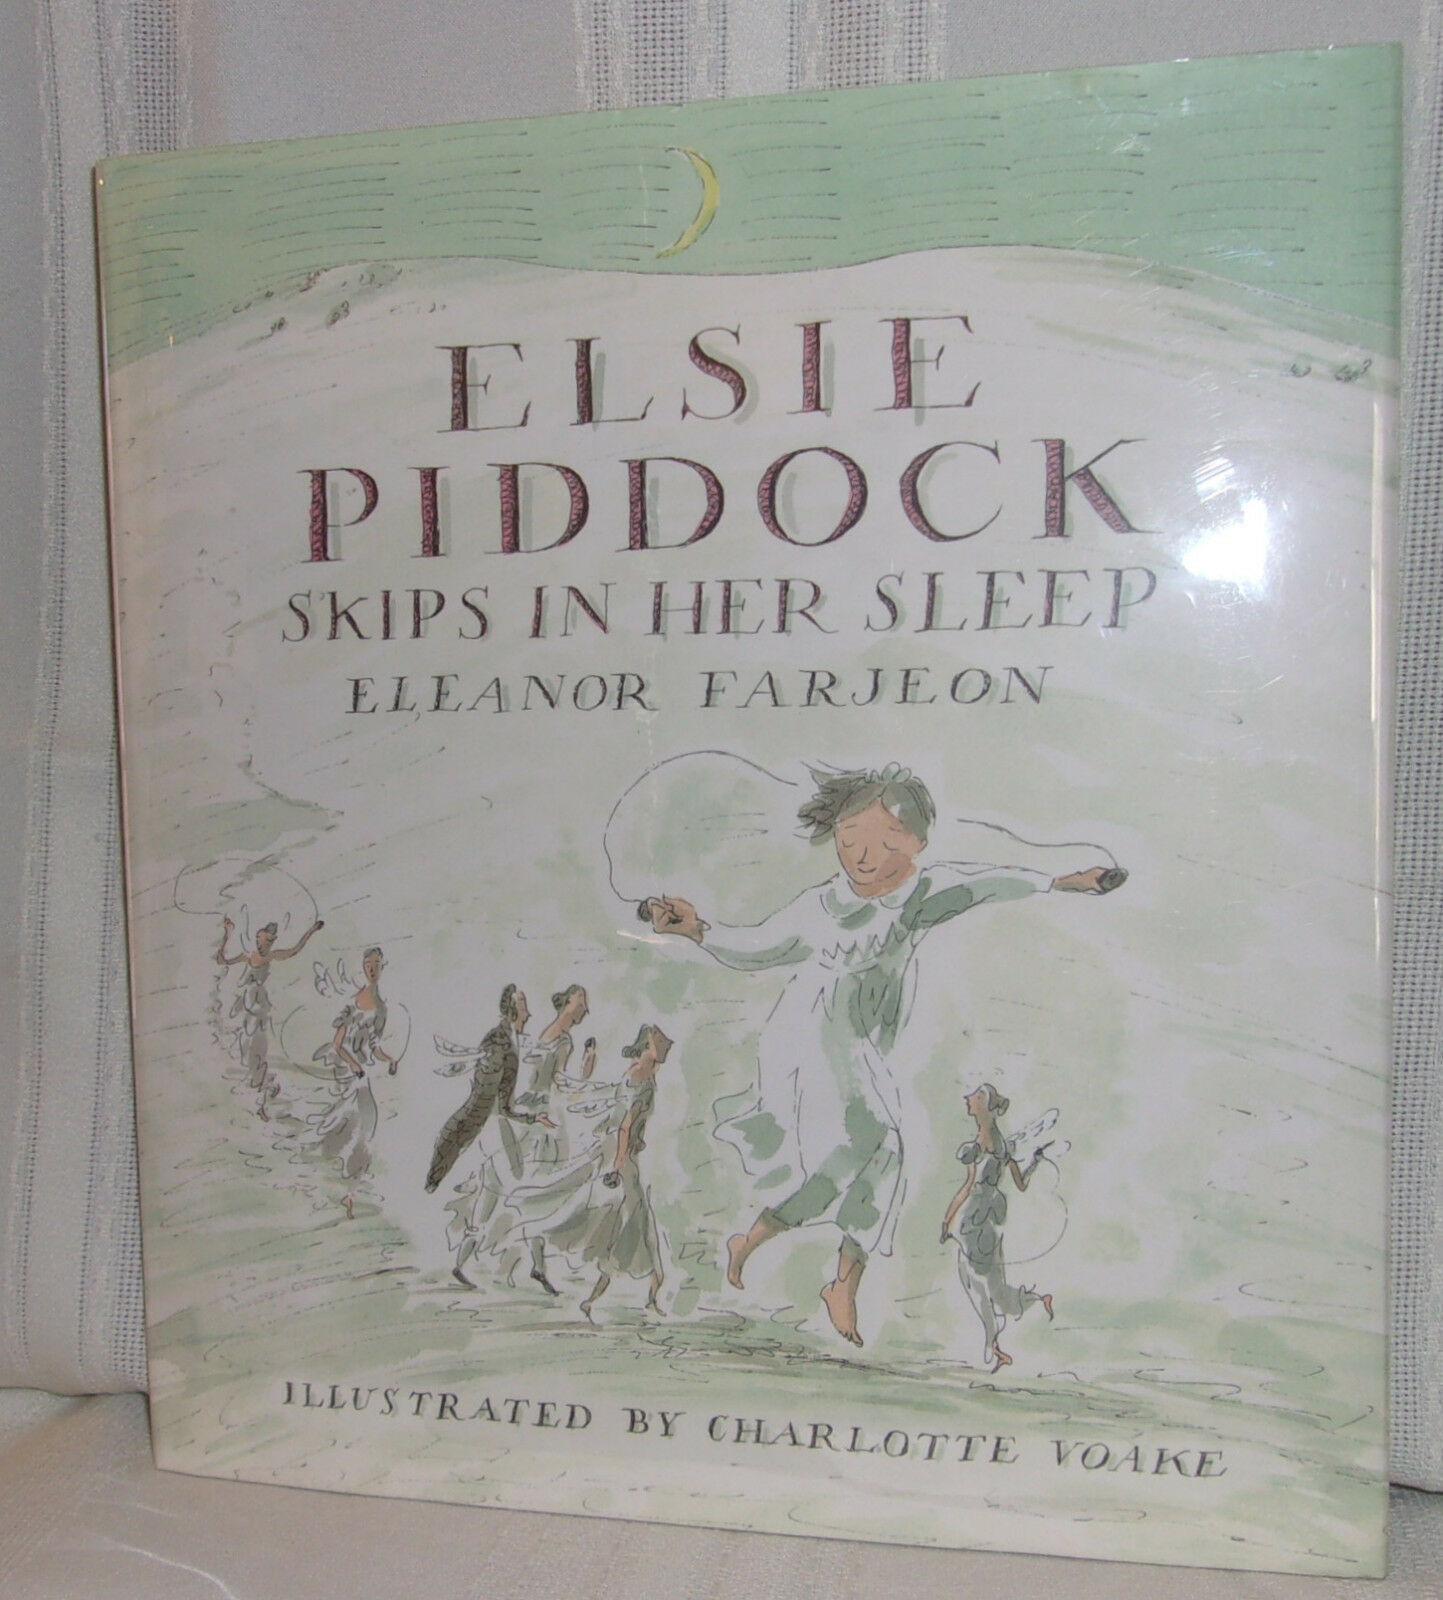 ELSIE
PIDDOCK
SKIPS IN HER SLEEP
ELEANOR FARJEON
ILLUSTRATED BY CHARLOTTE VOAKE